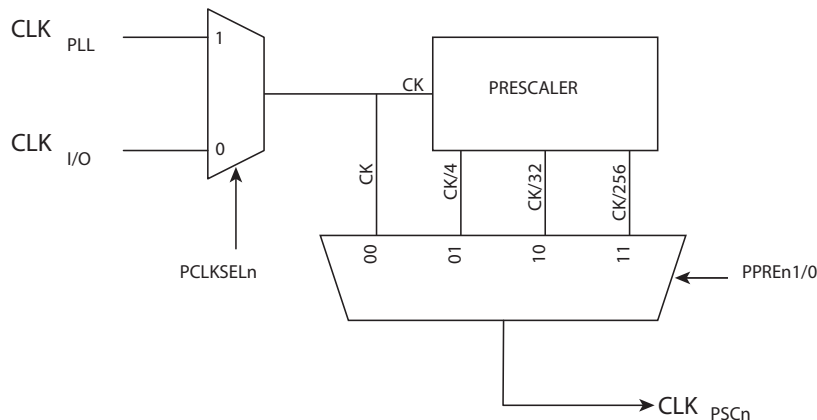 CLK PLL
1
CK
PRESCALER
CLK I/O
0
CK
CK/4
CK/32
CK/256
00
01
10
11
PCLKSELn
PPREn1/0
CLK PSCn